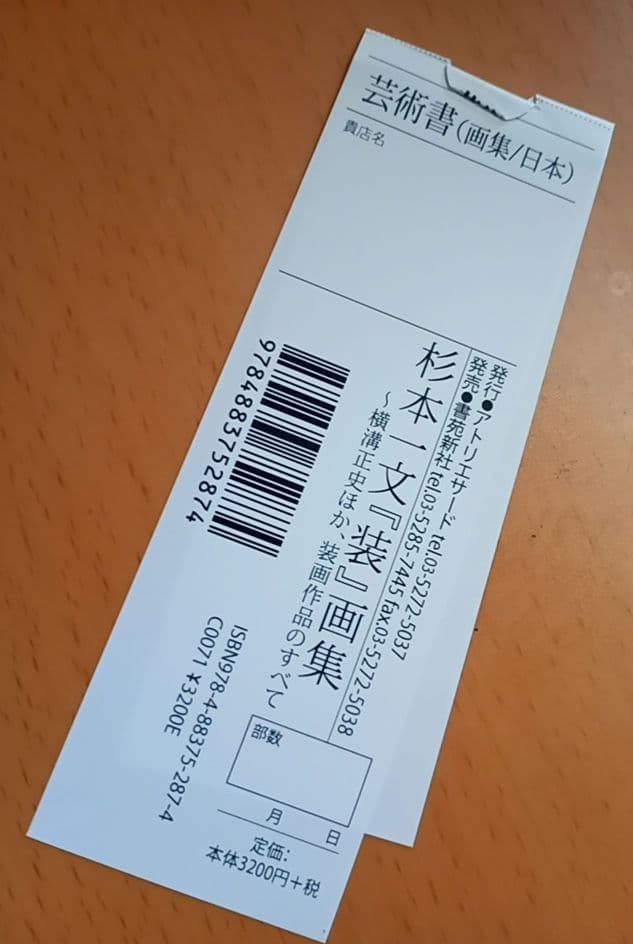 芸術書(画集/日本)
貴店名
発行●アトリエサード tel.03-5272-5037
発売●書苑新社 tel.03-5285-7445 fax.03-5272-5038
杉本一文『装』画集
～横溝正史ほか、装画作品のすべて
9784883752874
ISBN978-4-88375-287-4
C0071 ¥3200E
部数
月 日
定価:
本体3200円+税